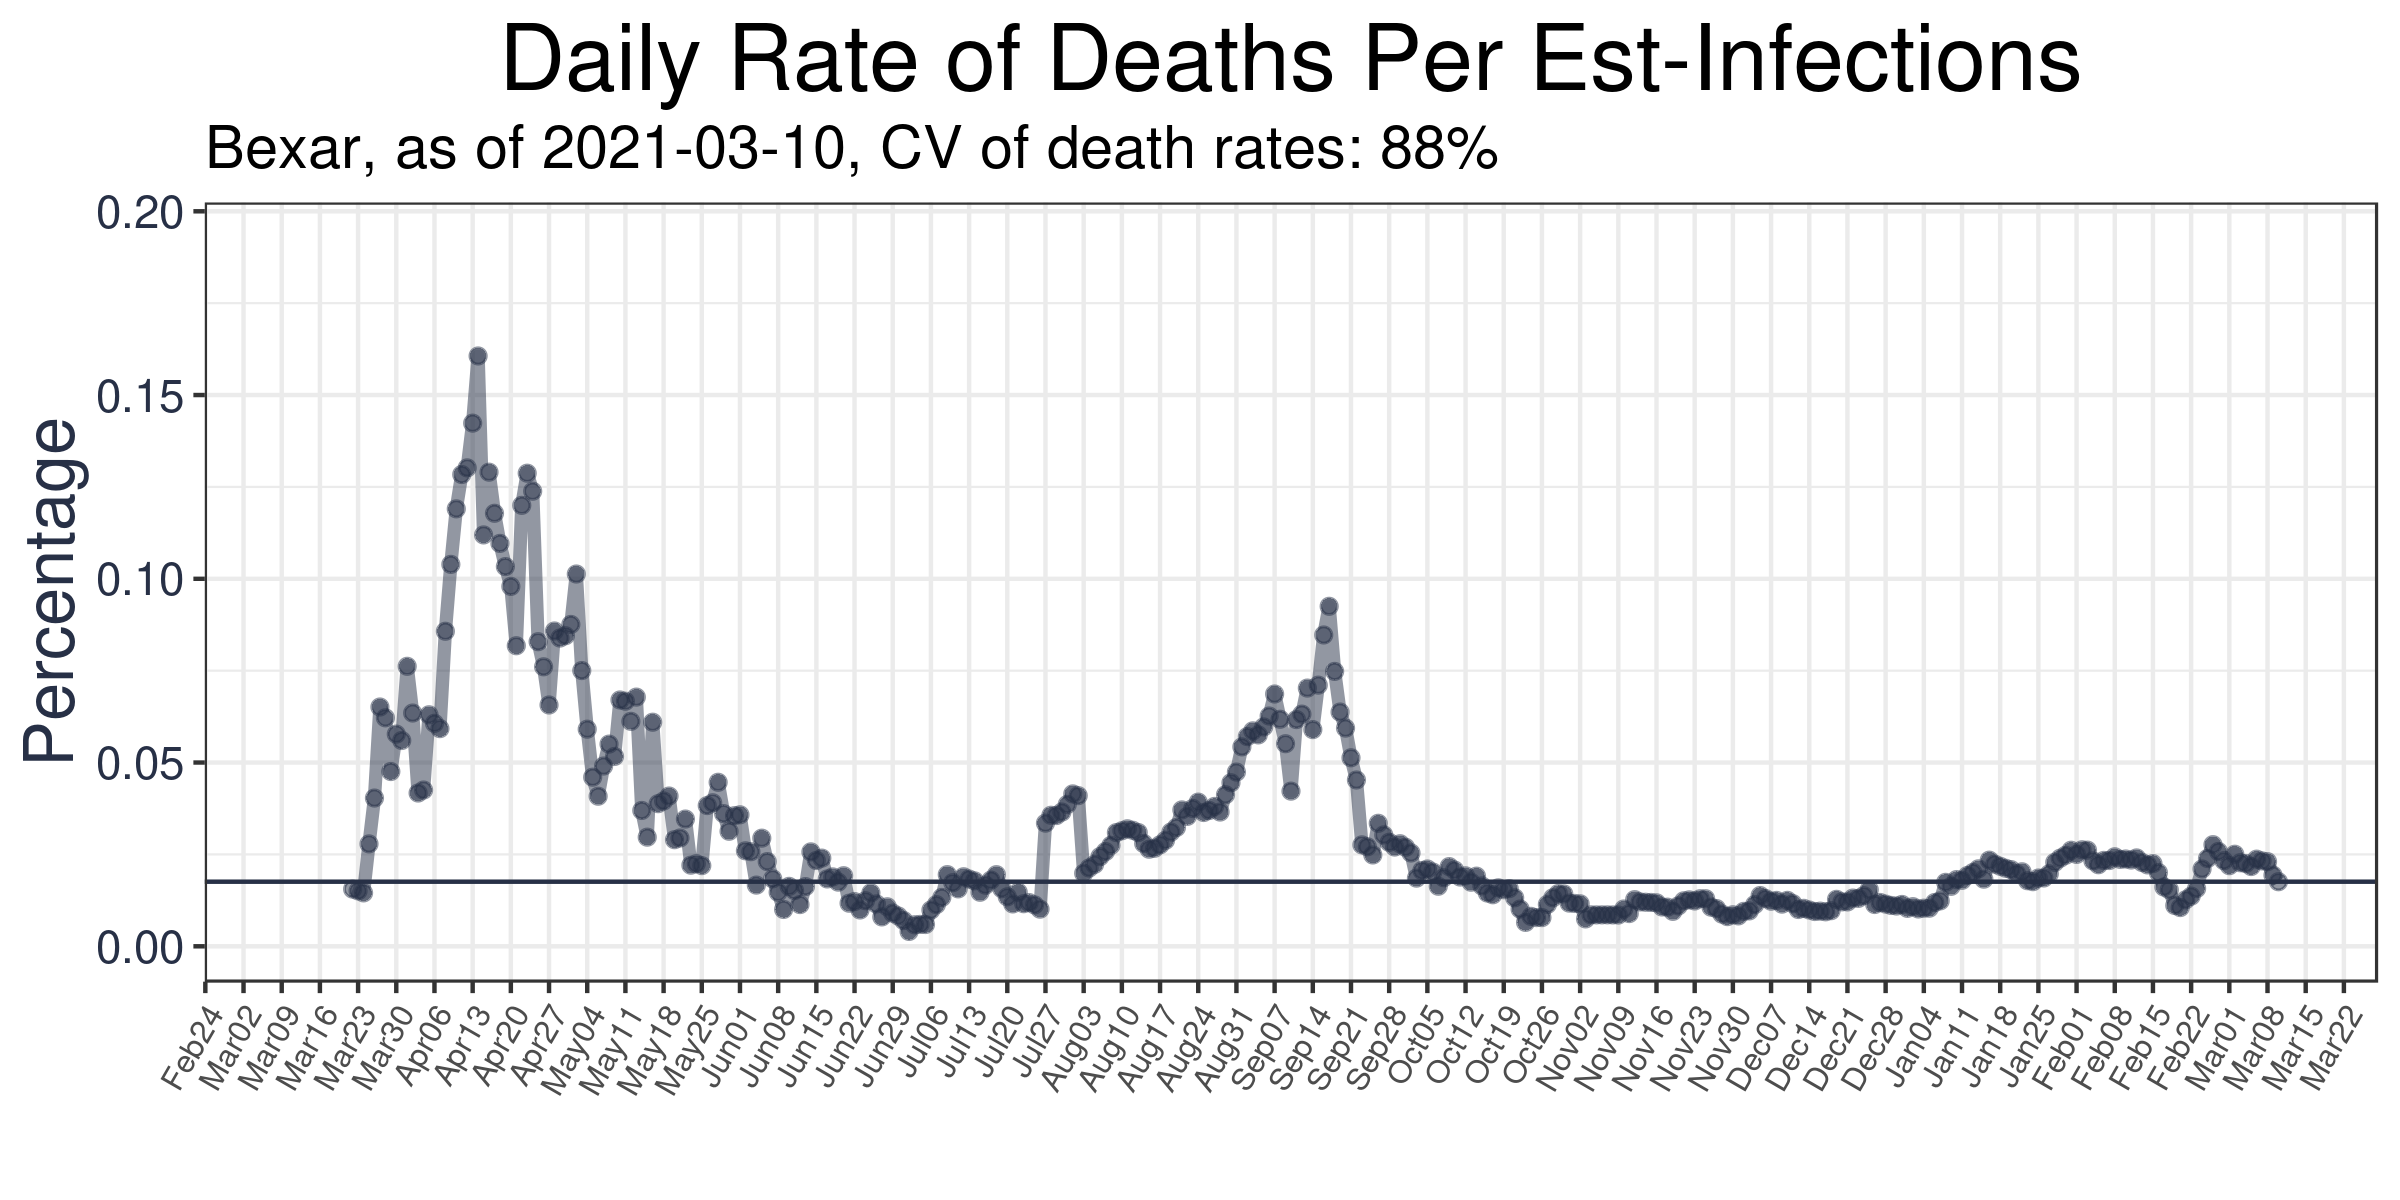 Daily Rate of Deaths Per Est-Infections
Bexar, as of 2021-03-10, CV of death rates: 88%
Percentage
0.20
0.15
0.10
0.05
0.00
Feb24
Mar02
Mar09
Mar16
Mar23
Mar30
Apr06
Apr13
Apr20
Apr27
May04
May11
May18
May25
Jun01
Jun08
Jun15
Jun22
Jun29
Jul06
Jul13
Jul20
Jul27
Aug03
Aug10
Aug17
Aug24
Aug31
Sep07
Sep14
Sep21
Sep28
Oct05
Oct12
Oct19
Oct26
Nov02
Nov09
Nov16
Nov23
Nov30
Dec07
Dec14
Dec21
Dec28
Jan04
Jan11
Jan18
Jan25
Feb01
Feb08
Feb15
Feb22
Mar01
Mar08
Mar15
Mar22